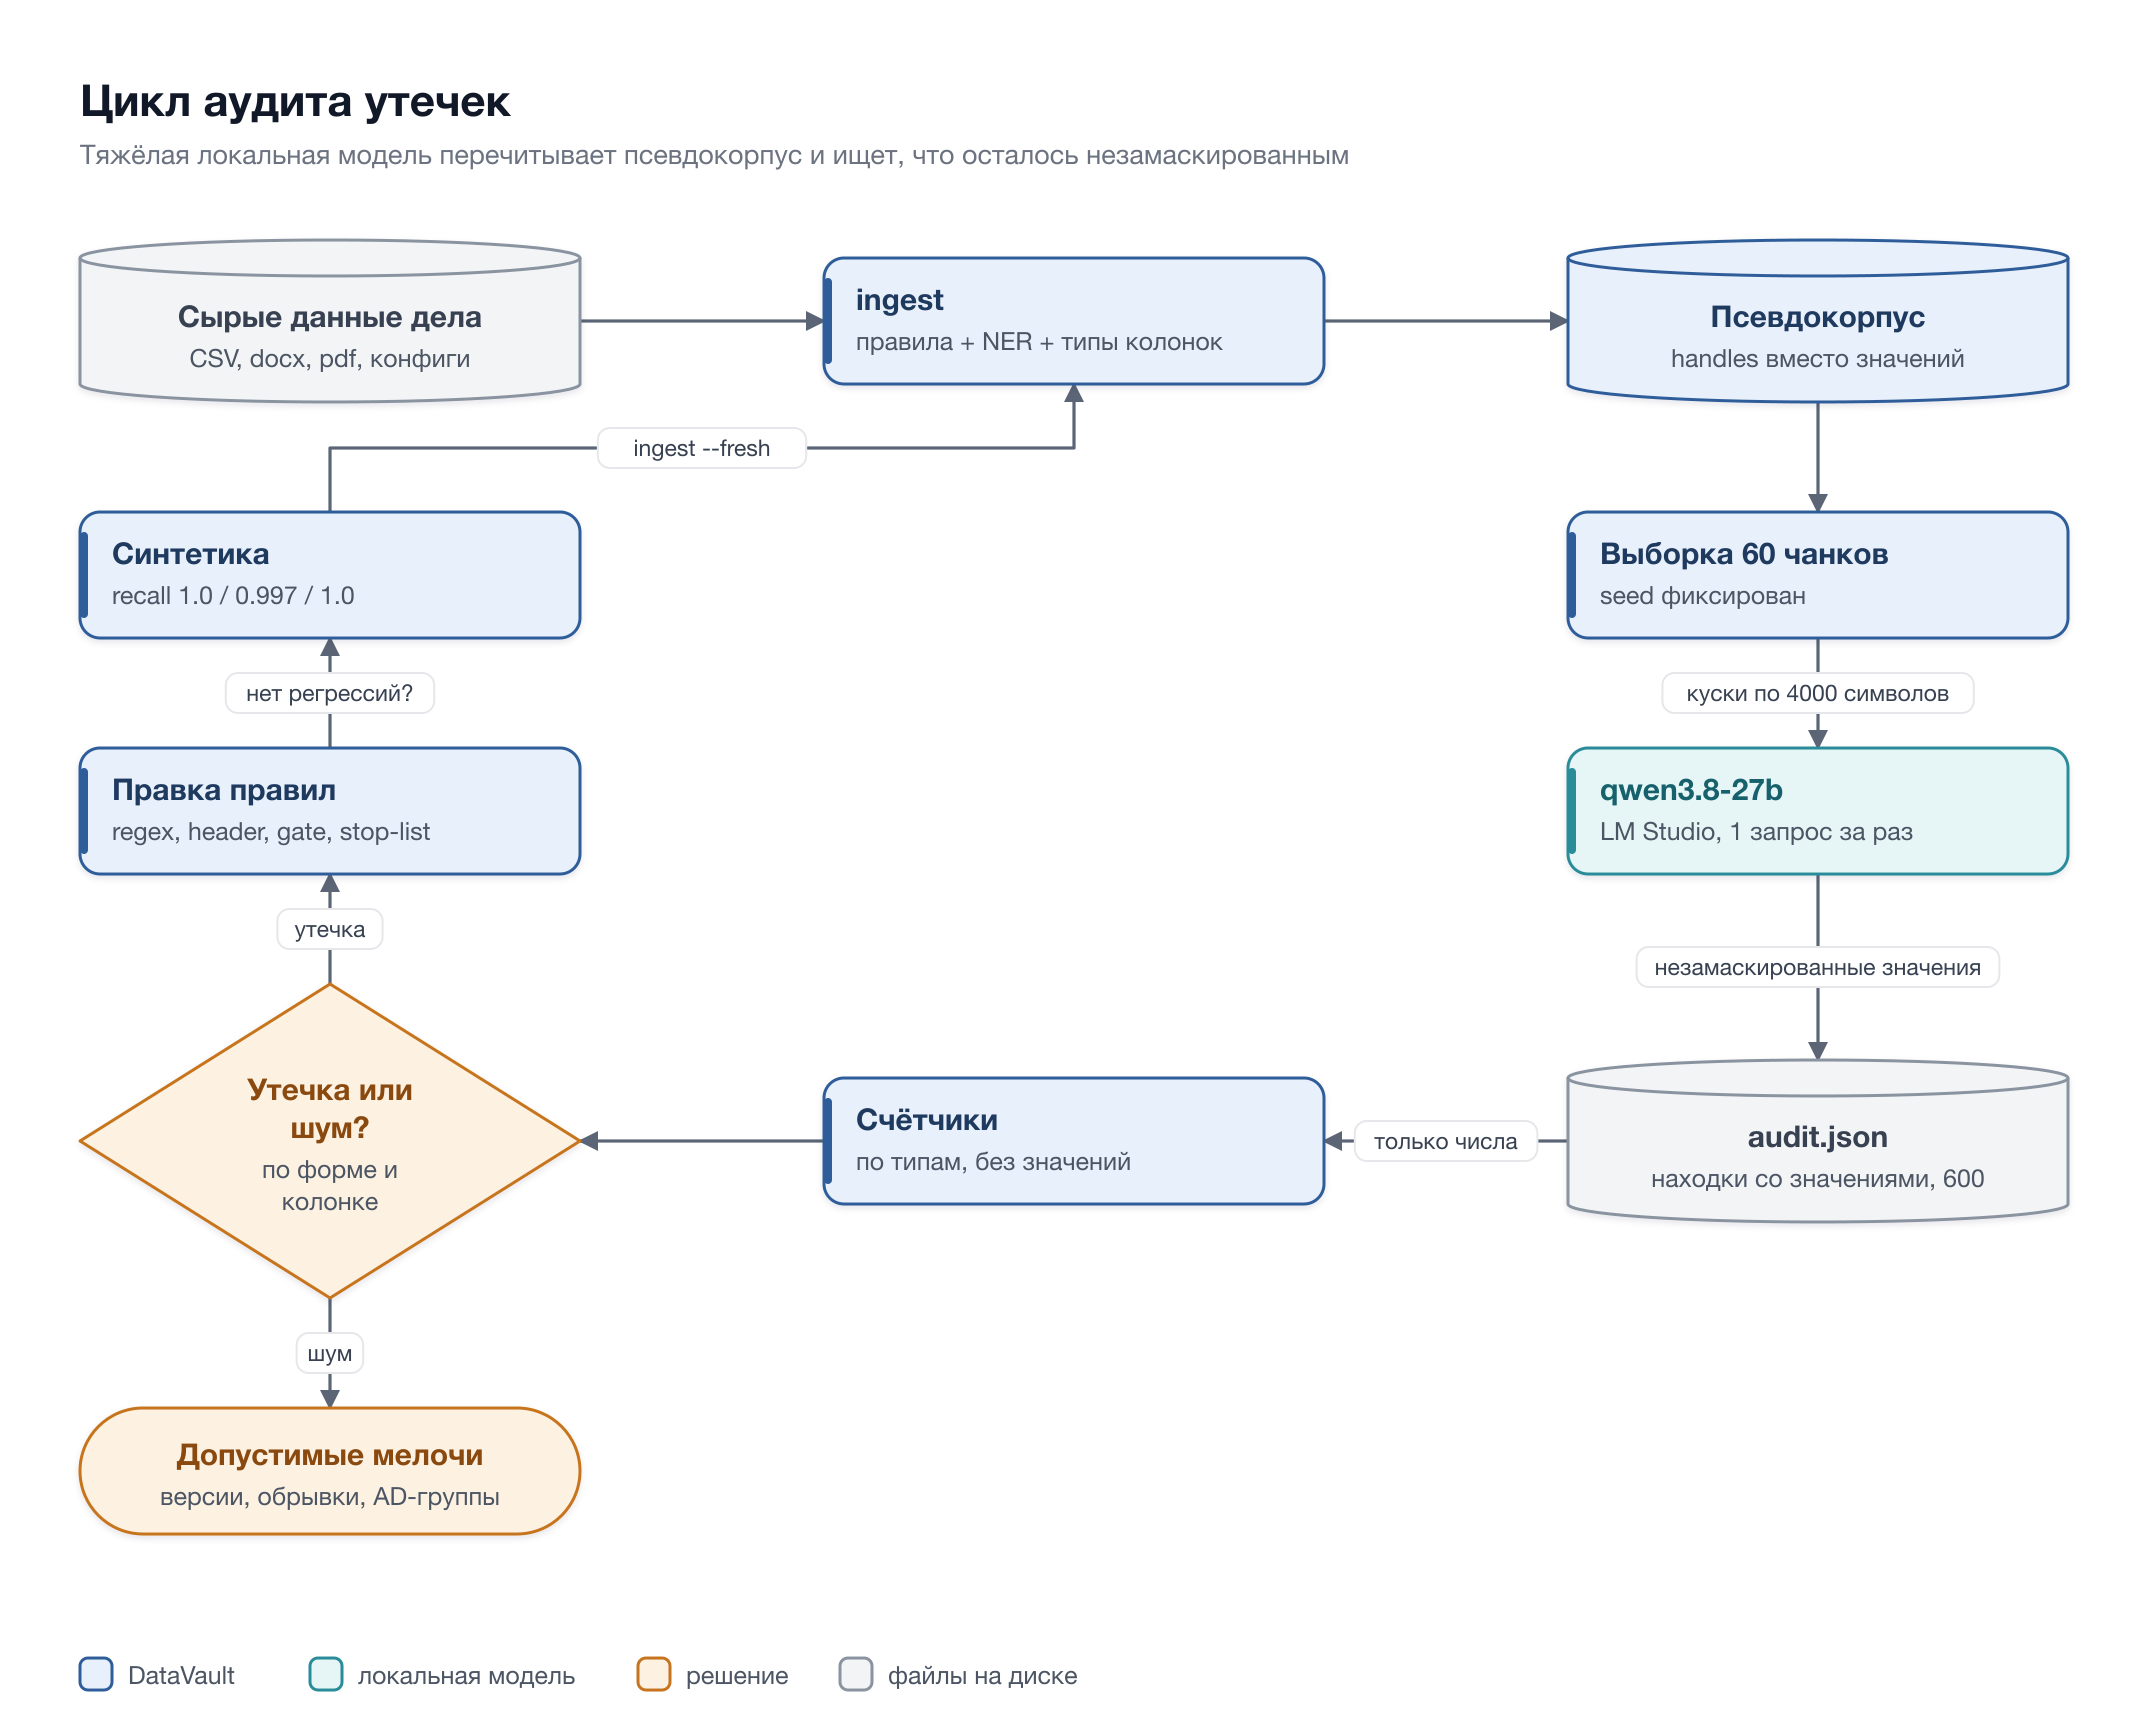 Цикл аудита утечек
Тяжёлая локальная модель перечитывает псевдокорпус и ищет, что осталось незамаскированным
Сырые данные дела
CSV, docx, pdf, конфиги
ingest
правила + NER + типы колонок
Псевдокорпус
handles вместо значений
ingest --fresh
Синтетика
recall 1.0 / 0.997 / 1.0
Выборка 60 чанков
seed фиксирован
нет регрессий?
куски по 4000 символов
Правка правил
regex, header, gate, stop-list
qwen3.8-27b
LM Studio, 1 запрос за раз
утечка
незамаскированные значения
Утечка или
шум?
по форме и
колонке
Счётчики
по типам, без значений
только числа
audit.json
находки со значениями, 600
шум
Допустимые мелочи
версии, обрывки, AD-группы
DataVault
локальная модель
решение
файлы на диске